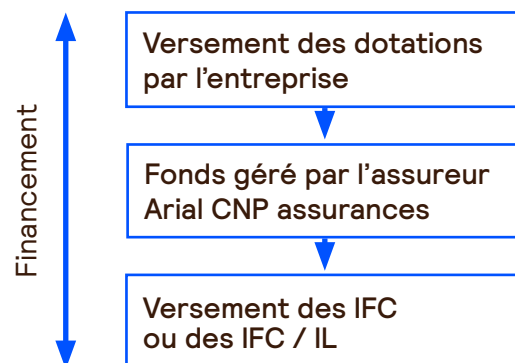 Financement
Versement des dotations
par l’entreprise
Fonds géré par l’assureur
Arial CNP assurances
Versement des IFC
ou des IFC / IL